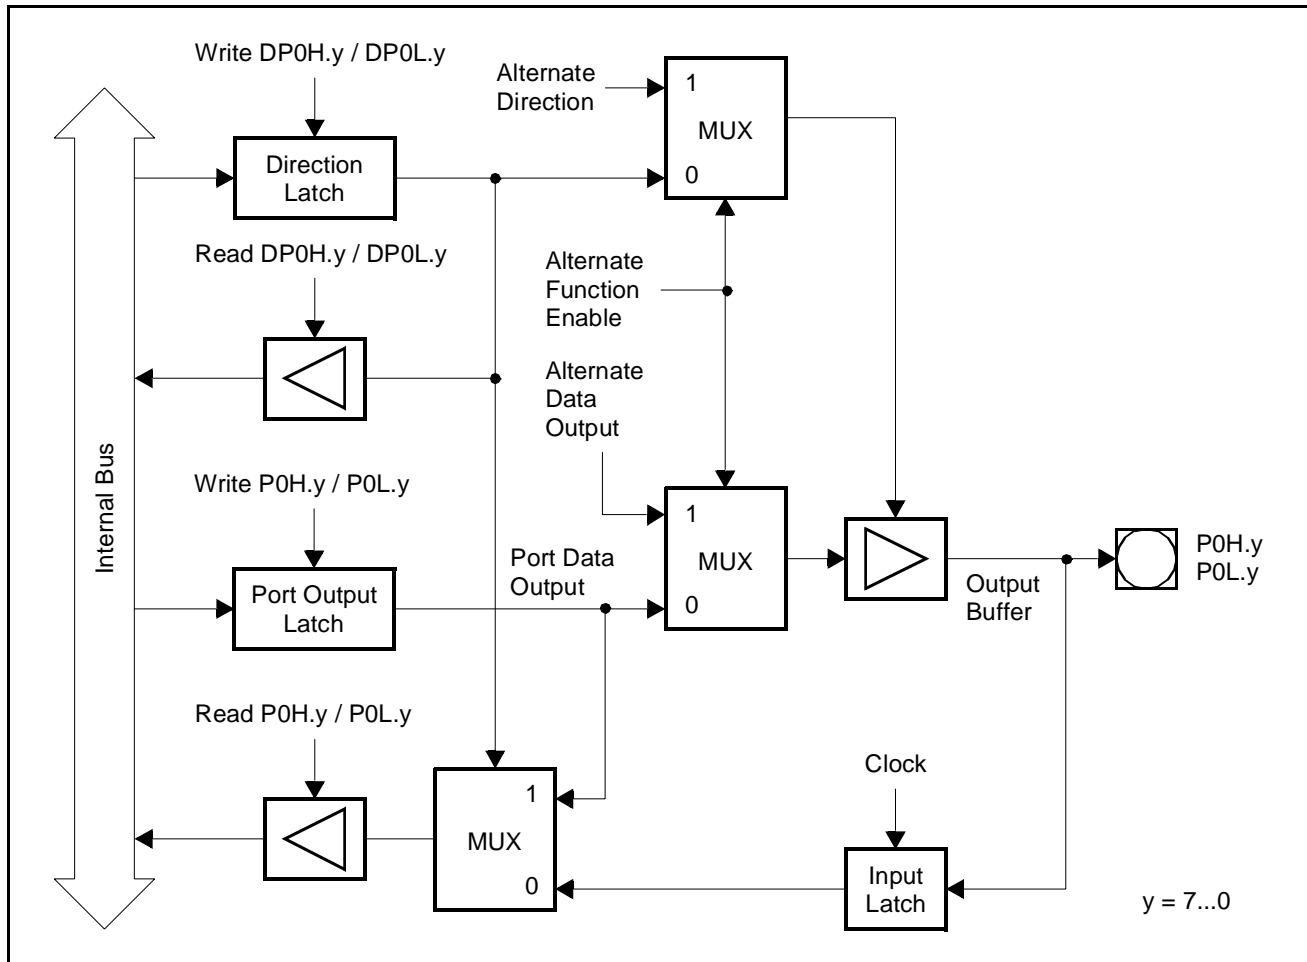 Write DP0H.y / DP0L.y
Alternate
Direction
1
MUX
0
Direction
Latch
Read DP0H.y / DP0L.y
Alternate
Function
Enable
Alternate
Data
Output
Internal Bus
Write P0H.y / P0L.y
Port Output
Latch
Port Data
Output
1
MUX
0
Output
Buffer
P0H.y
P0L.y
Read P0H.y / P0L.y
1
MUX
0
Clock
Input
Latch
y = 7...0